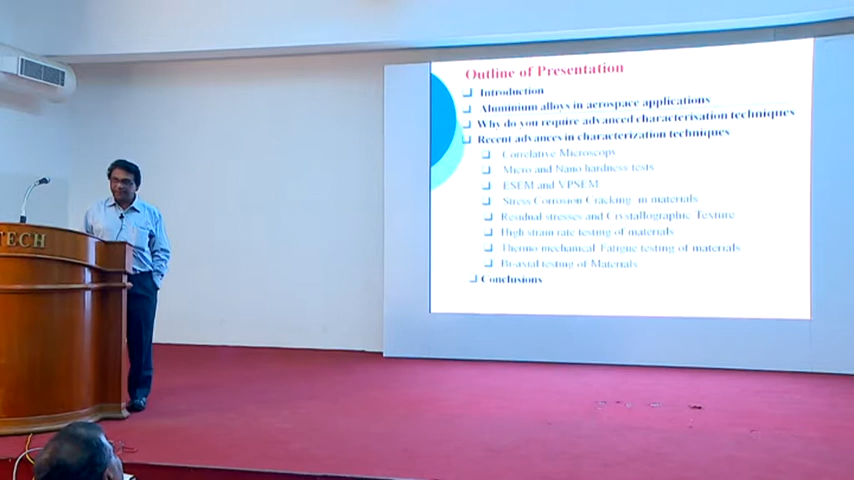 Outline of Presentation
Introduction
Aluminium alloys in aerospace applications
Why do you require advanced characterisation techniques
Recent advances in characterization techniques
Correlative Microscopy
Micro and Nano hardness tests
ESEM and VPSEM
Stress Corrosion Cracking in materials
Residual stresses and Crystallographic Texture
High strain rate testing of materials
Thermo mechanical Fatigue testing of materials
Bi-axial testing of Materials
Conclusions
TECH